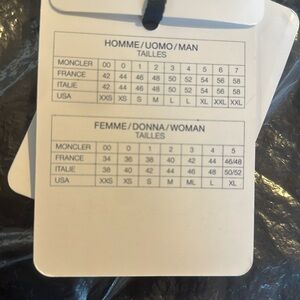 HOMME/UOMO/MAN
TAILLES
MONCLER 00 0 1 2 3 4 5 6 7
FRANCE 42 44 46 48 50 52 54 56 58
ITALIE 42 44 46 48 50 52 54 56 58
USA XXS XS S M L L XL XXL XXL
FEMME/DONNA/WOMAN
TAILLES
MONCLER 00 0 1 2 3 4 5
FRANCE 34 36 38 40 42 44 46/48
ITALIE 38 40 42 44 46 48 50/52
USA XXS XS S M ML L XL